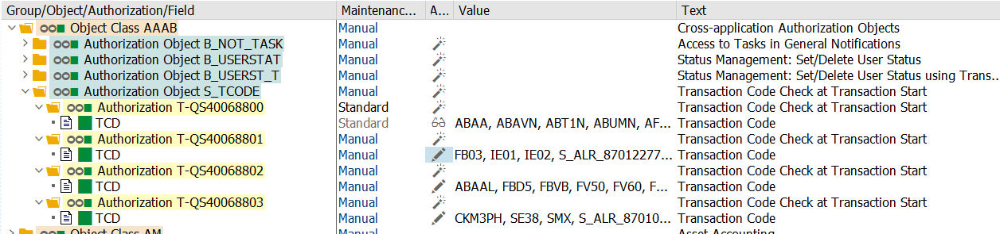 Group/Object/Authorization/Field Maintenance... A... Value Text
Object Class AAAB Manual Cross-application Authorization Objects
Authorization Object B_NOT_TASK Manual Access to Tasks in General Notifications
Authorization Object B_USERSTAT Manual Status Management: Set/Delete User Status
Authorization Object B_USERST_T Manual Status Management: Set/Delete User Status using Trans...
Authorization Object S_TCODE Manual Transaction Code Check at Transaction Start
Authorization T-QS40068800 Standard Transaction Code Check at Transaction Start
TCD Standard ABAA, ABAVN, ABT1N, ABUMN, AF... Transaction Code
Authorization T-QS40068801 Manual Transaction Code Check at Transaction Start
TCD Manual FB03, IE01, IE02, S_ALR_87012277... Transaction Code
Authorization T-QS40068802 Manual Transaction Code Check at Transaction Start
TCD Manual ABAAL, FBD5, FBVB, FV50, FV60, F... Transaction Code
Authorization T-QS40068803 Manual Transaction Code Check at Transaction Start
TCD Manual CKM3PH, SE38, SMX, S_ALR_87010... Transaction Code
Object Class AM Manual Asset Accounting